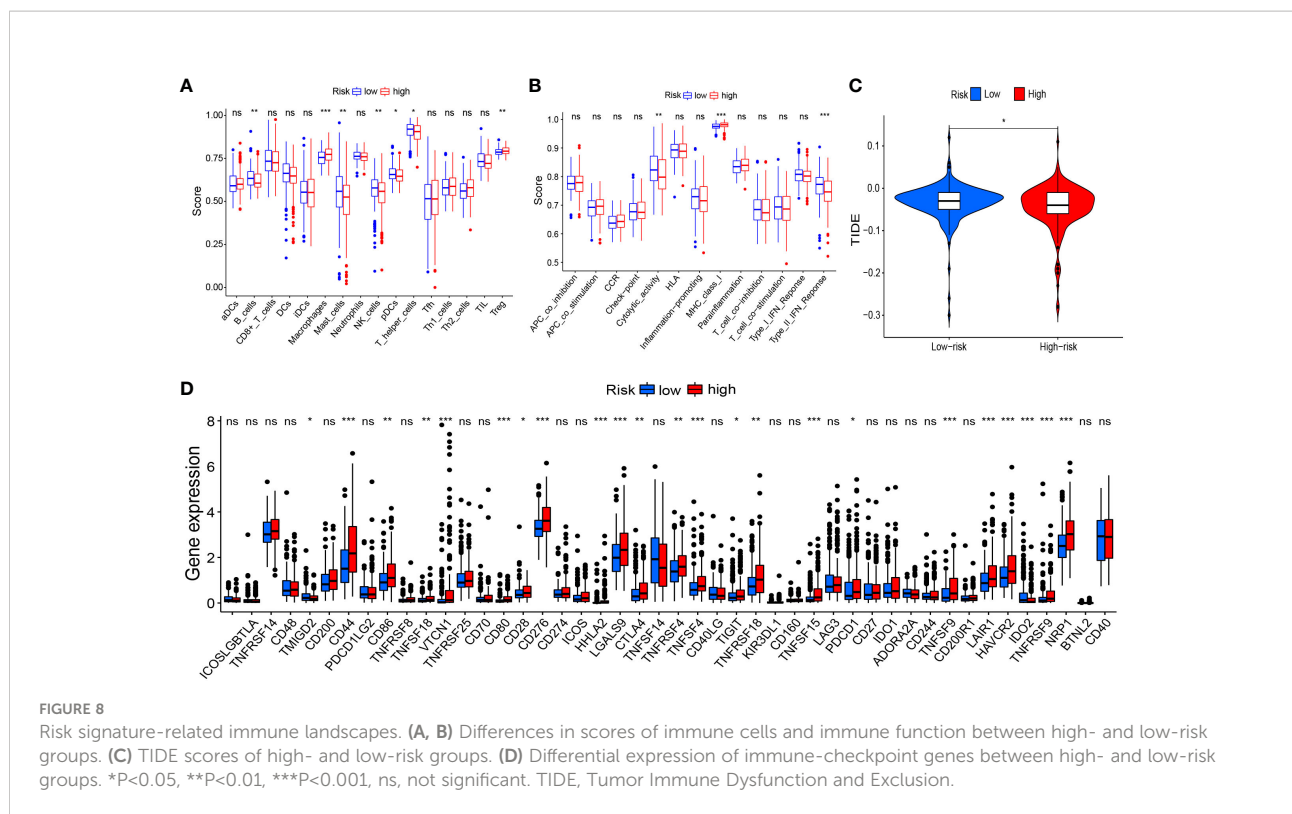 A
Risk low high
ns ** ns ns ns *** ** ns ** * * ns ns ns ns **
1.00
0.75
0.50
0.25
0.00
Score
aDCs
B_cells
CD8+_T_cells
DCs
iDCs
Macrophages
Mast_cells
Neutrophils
NK_cells
pDCs
T_helper_cells
Tfh
Th1_cells
Th2_cells
TIL
Treg
B
Risk low high
ns ns ns ns ** ns ns *** ns ns ns ns ***
1.0
0.9
0.8
0.7
0.6
0.5
Score
APC_co_inhibition
APC_co_stimulation
CCR
Check-point
Cytolytic_activity
HLA
Inflammation-promoting
MHC_class_I
Parainflammation
T_cell_co-inhibition
T_cell_co-stimulation
Type_I_IFN_Reponse
Type_II_IFN_Reponse
C
Risk Low High
*
0.1
0.0
−0.1
−0.2
−0.3
TIDE
Low-risk
High-risk
D
Risk low high
ns ns ns ns * ns *** ns ** ns ** *** ns ns *** * *** ns ns *** *** ** ns ** *** ns * ** ns ns *** ns * ns ns ns ns *** ns *** *** *** *** *** ns ns
8
6
4
2
0
Gene expression
ICOSLGBTLA
TNFRSF14
CD48
TMIGD2
CD200
CD44
PDCD1LG2
CD86
TNFRSF8
TNFSF18
VTCN1
TNFRSF25
CD70
CD80
CD28
CD276
CD274
ICOS
HHLA2
LGALS9
CTLA4
TNFSF14
TNFRSF4
TNFSF4
CD40LG
TIGIT
TNFRSF18
KIR3DL1
CD160
TNFSF15
LAG3
PDCD1
CD27
IDO1
ADORA2A
CD244
TNFSF9
CD200R1
LAIR1
HAVCR2
IDO2
TNFRSF9
NRP1
BTNL2
CD40
FIGURE 8
Risk signature-related immune landscapes. (A, B) Differences in scores of immune cells and immune function between high- and low-risk
groups. (C) TIDE scores of high- and low-risk groups. (D) Differential expression of immune-checkpoint genes between high- and low-risk
groups. *P<0.05, **P<0.01, ***P<0.001, ns, not significant. TIDE, Tumor Immune Dysfunction and Exclusion.